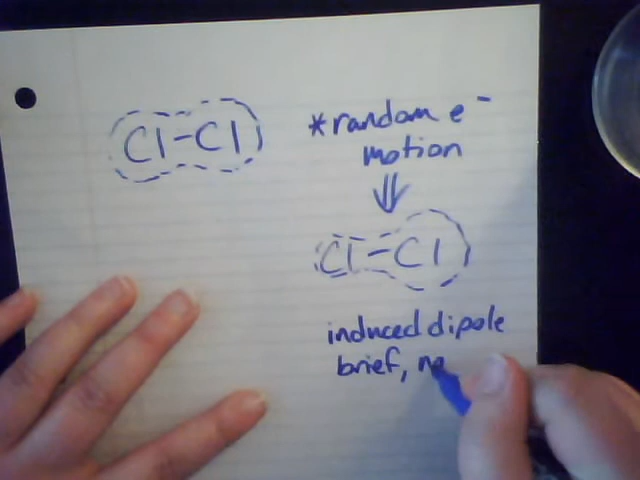 Cl-Cl
*random e⁻
motion
⇓
Cl-Cl
induced dipole
brief,